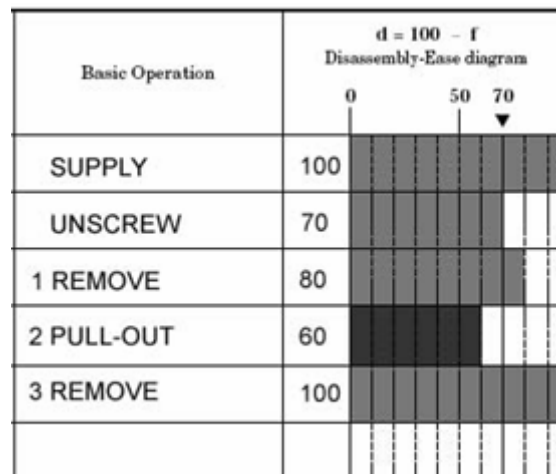 d = 100 - f
Disassembly-Ease diagram
Basic Operation
0 50 70
SUPPLY 100
UNSCREW 70
1 REMOVE 80
2 PULL-OUT 60
3 REMOVE 100